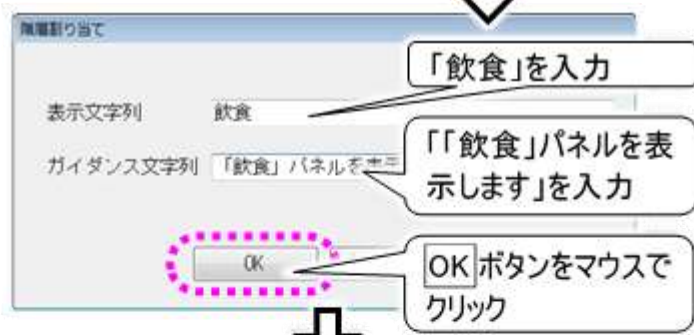 階層割り当て
「飲食」を入力
表示文字列
飲食
「「飲食」パネルを表
示します」を入力
ガイダンス文字列
「飲食」パネルを表示
OK
OKボタンをマウスで
クリック